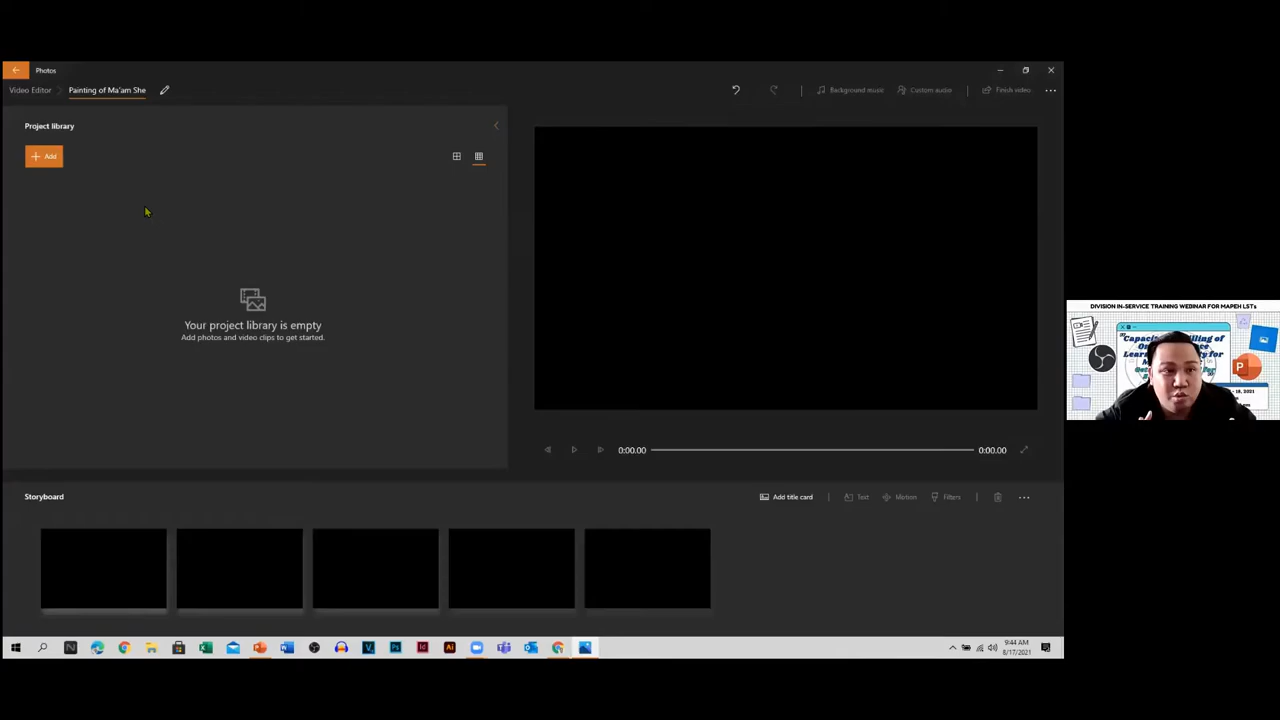 Photos
Video Editor
Painting of Ma'am She
Background music
Custom audio
Finish video
Project library
Add
Your project library is empty
Add photos and video clips to get started.
0:00.00
0:00.00
Storyboard
Add title card
Text
Motion
Filters
9:44 AM
8/17/2021
DIVISION IN-SERVICE TRAINING WEBINAR FOR MAPEH LSTs